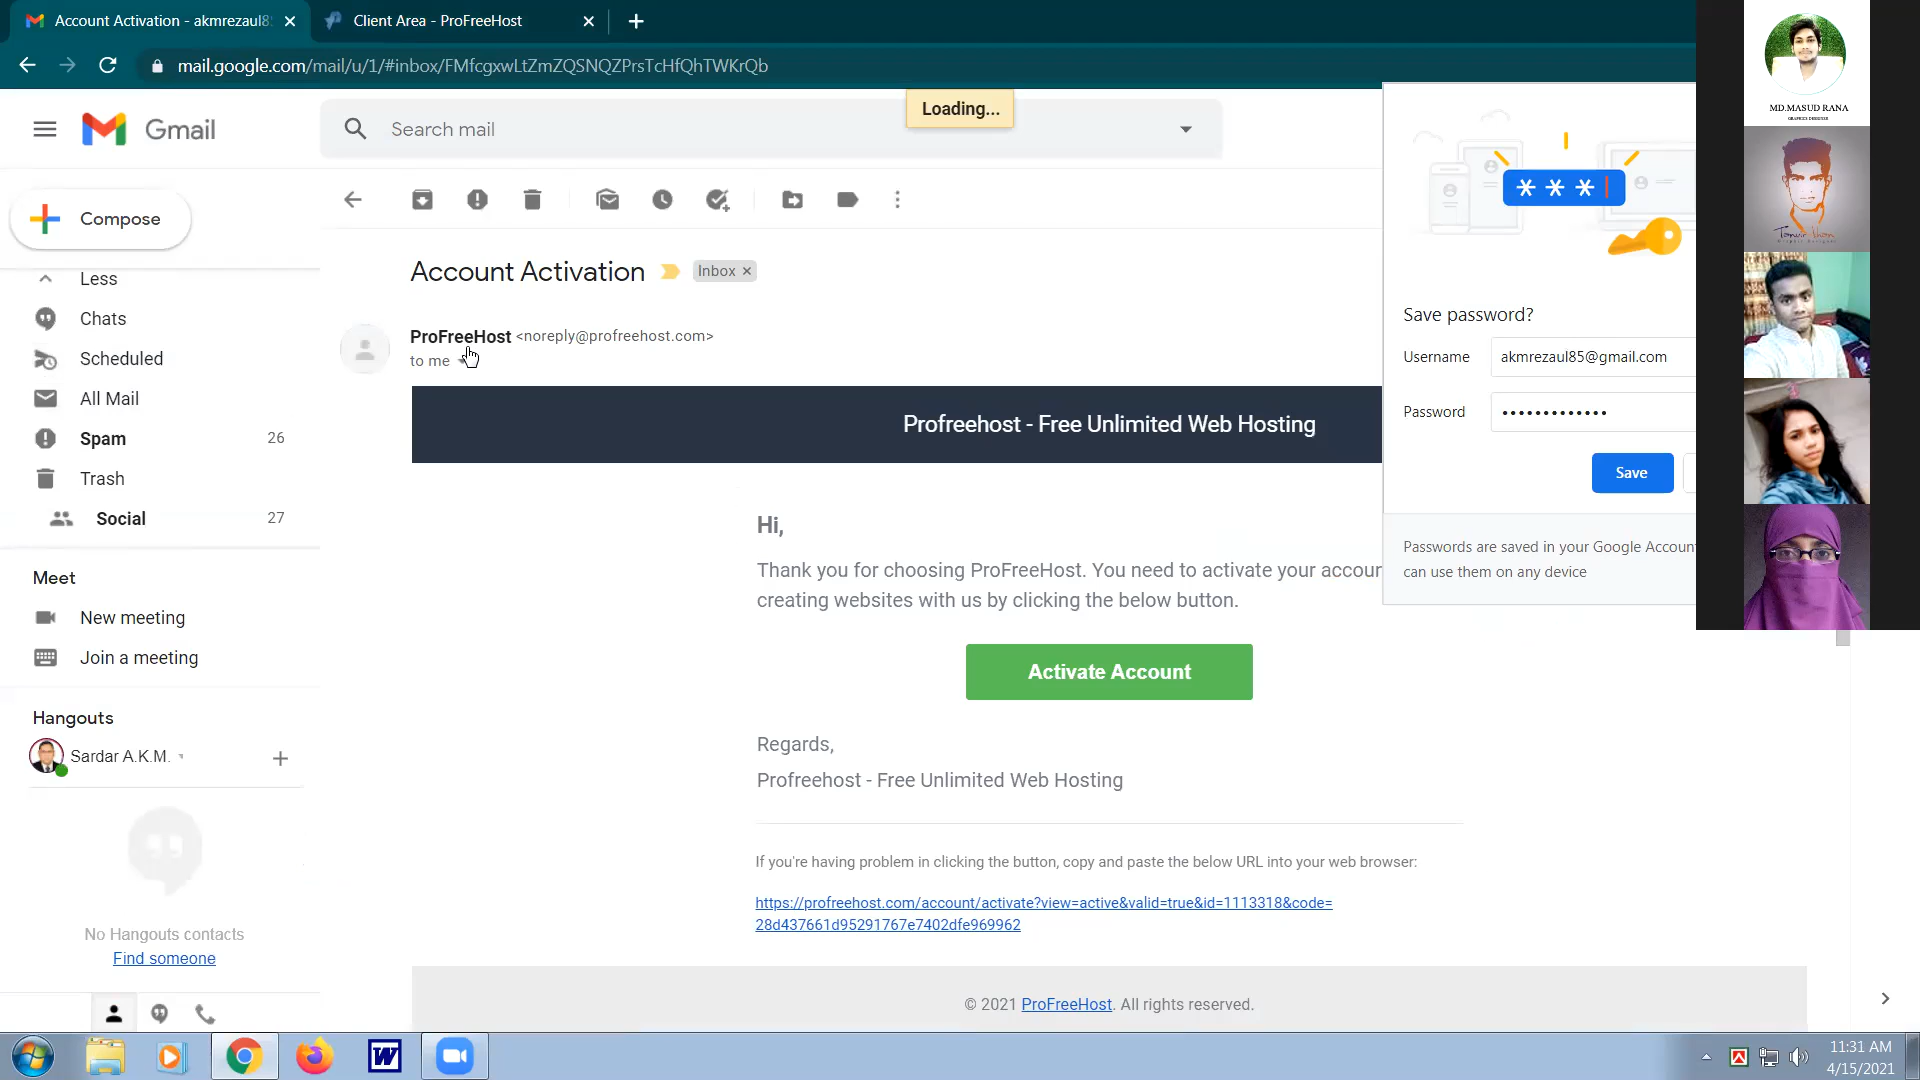 Account Activation - akmrezaul8
Client Area - ProFreeHost
mail.google.com/mail/u/1/#inbox/FMfcgxwLtZmZQSNQZPrsTcHfQhTWKrQb
Loading...
Gmail
Search mail
Compose
Less
Chats
Scheduled
All Mail
Spam 26
Trash
Social 27
Meet
New meeting
Join a meeting
Hangouts
Sardar A.K.M.
No Hangouts contacts
Find someone
Account Activation
Inbox
ProFreeHost <noreply@profreehost.com>
to me
Profreehost - Free Unlimited Web Hosting
Hi,
Thank you for choosing ProFreeHost. You need to activate your accour
creating websites with us by clicking the below button.
Activate Account
Regards,
Profreehost - Free Unlimited Web Hosting
If you're having problem in clicking the button, copy and paste the below URL into your web browser:
https://profreehost.com/account/activate?view=active&valid=true&id=1113318&code=
28d437661d95291767e7402dfe969962
© 2021 ProFreeHost. All rights reserved.
Save password?
Username akmrezaul85@gmail.com
Password
Save
Passwords are saved in your Google Accoun
can use them on any device
MD.MASUD RANA
GRAPHICS DESIGNER
11:31 AM
4/15/2021